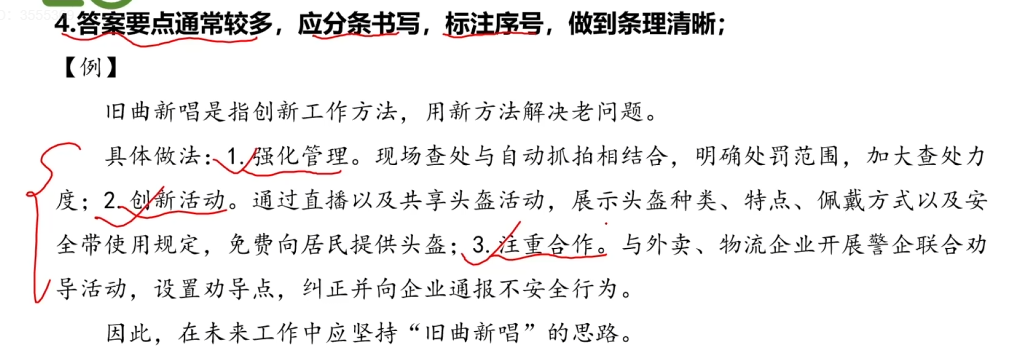 4.答案要点通常较多，应分条书写，标注序号，做到条理清晰；
【例】
旧曲新唱是指创新工作方法，用新方法解决老问题。
具体做法：1.强化管理。现场查处与自动抓拍相结合，明确处罚范围，加大查处力
度；2.创新活动。通过直播以及共享头盔活动，展示头盔种类、特点、佩戴方式以及安
全带使用规定，免费向居民提供头盔；3.注重合作。与外卖、物流企业开展警企联合劝
导活动，设置劝导点，纠正并向企业通报不安全行为。
因此，在未来工作中应坚持“旧曲新唱”的思路。